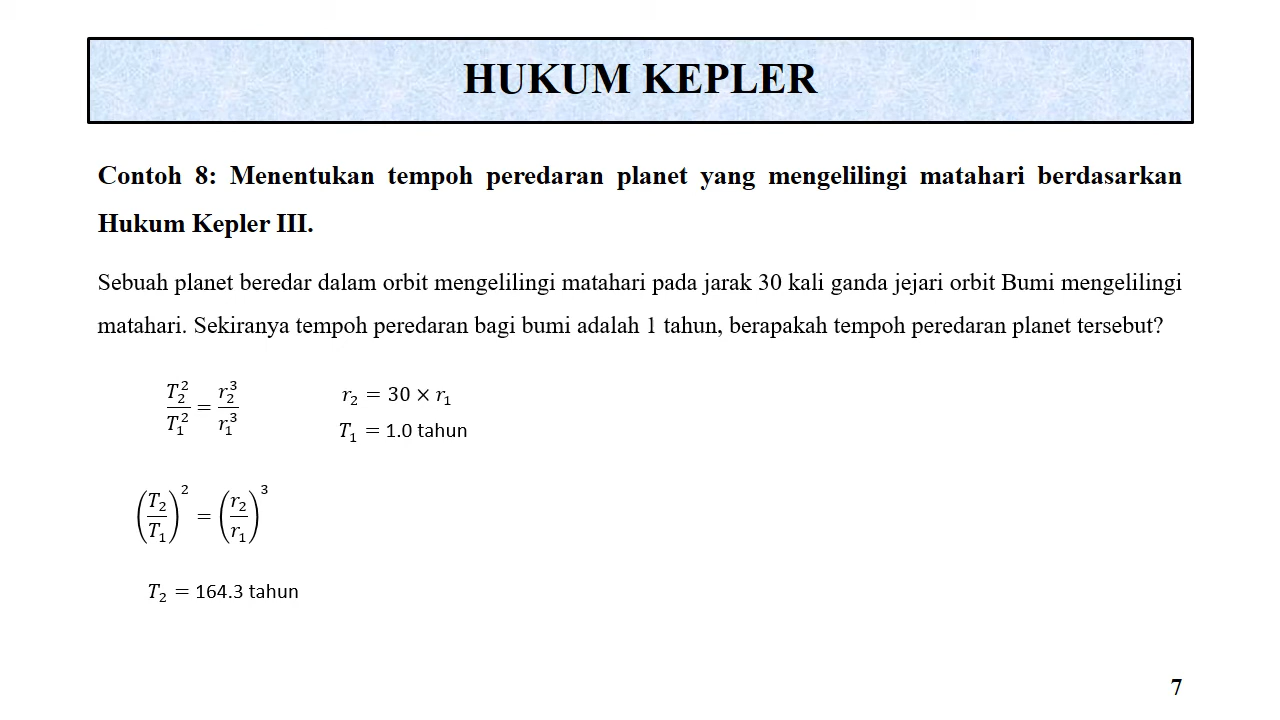 HUKUM KEPLER
Contoh 8: Menentukan tempoh peredaran planet yang mengelilingi matahari berdasarkan
Hukum Kepler III.
Sebuah planet beredar dalam orbit mengelilingi matahari pada jarak 30 kali ganda jejari orbit Bumi mengelilingi
matahari. Sekiranya tempoh peredaran bagi bumi adalah 1 tahun, berapakah tempoh peredaran planet tersebut?
T₂²/T₁² = r₂³/r₁³
r₂ = 30 × r₁
T₁ = 1.0 tahun
(T₂/T₁)² = (r₂/r₁)³
T₂ = 164.3 tahun
7